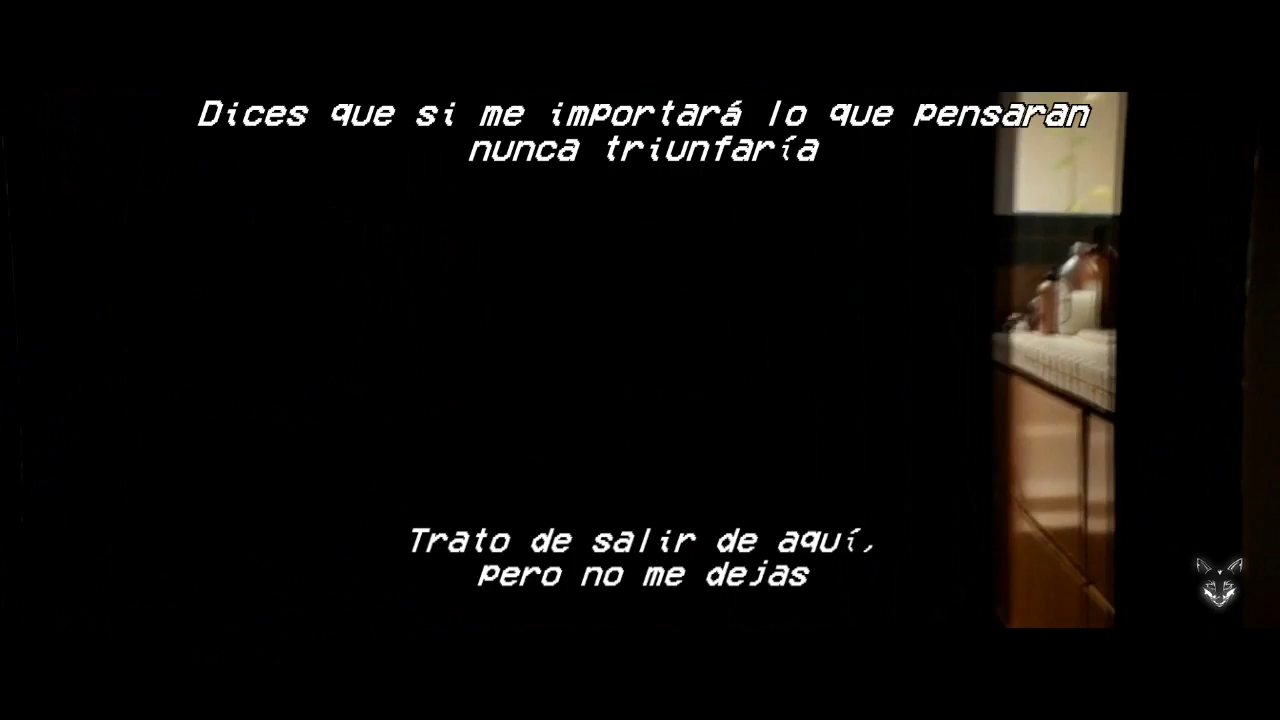 Dices que si me importará lo que pensaran
nunca triunfaría
Trato de salir de aquí,
pero no me dejas